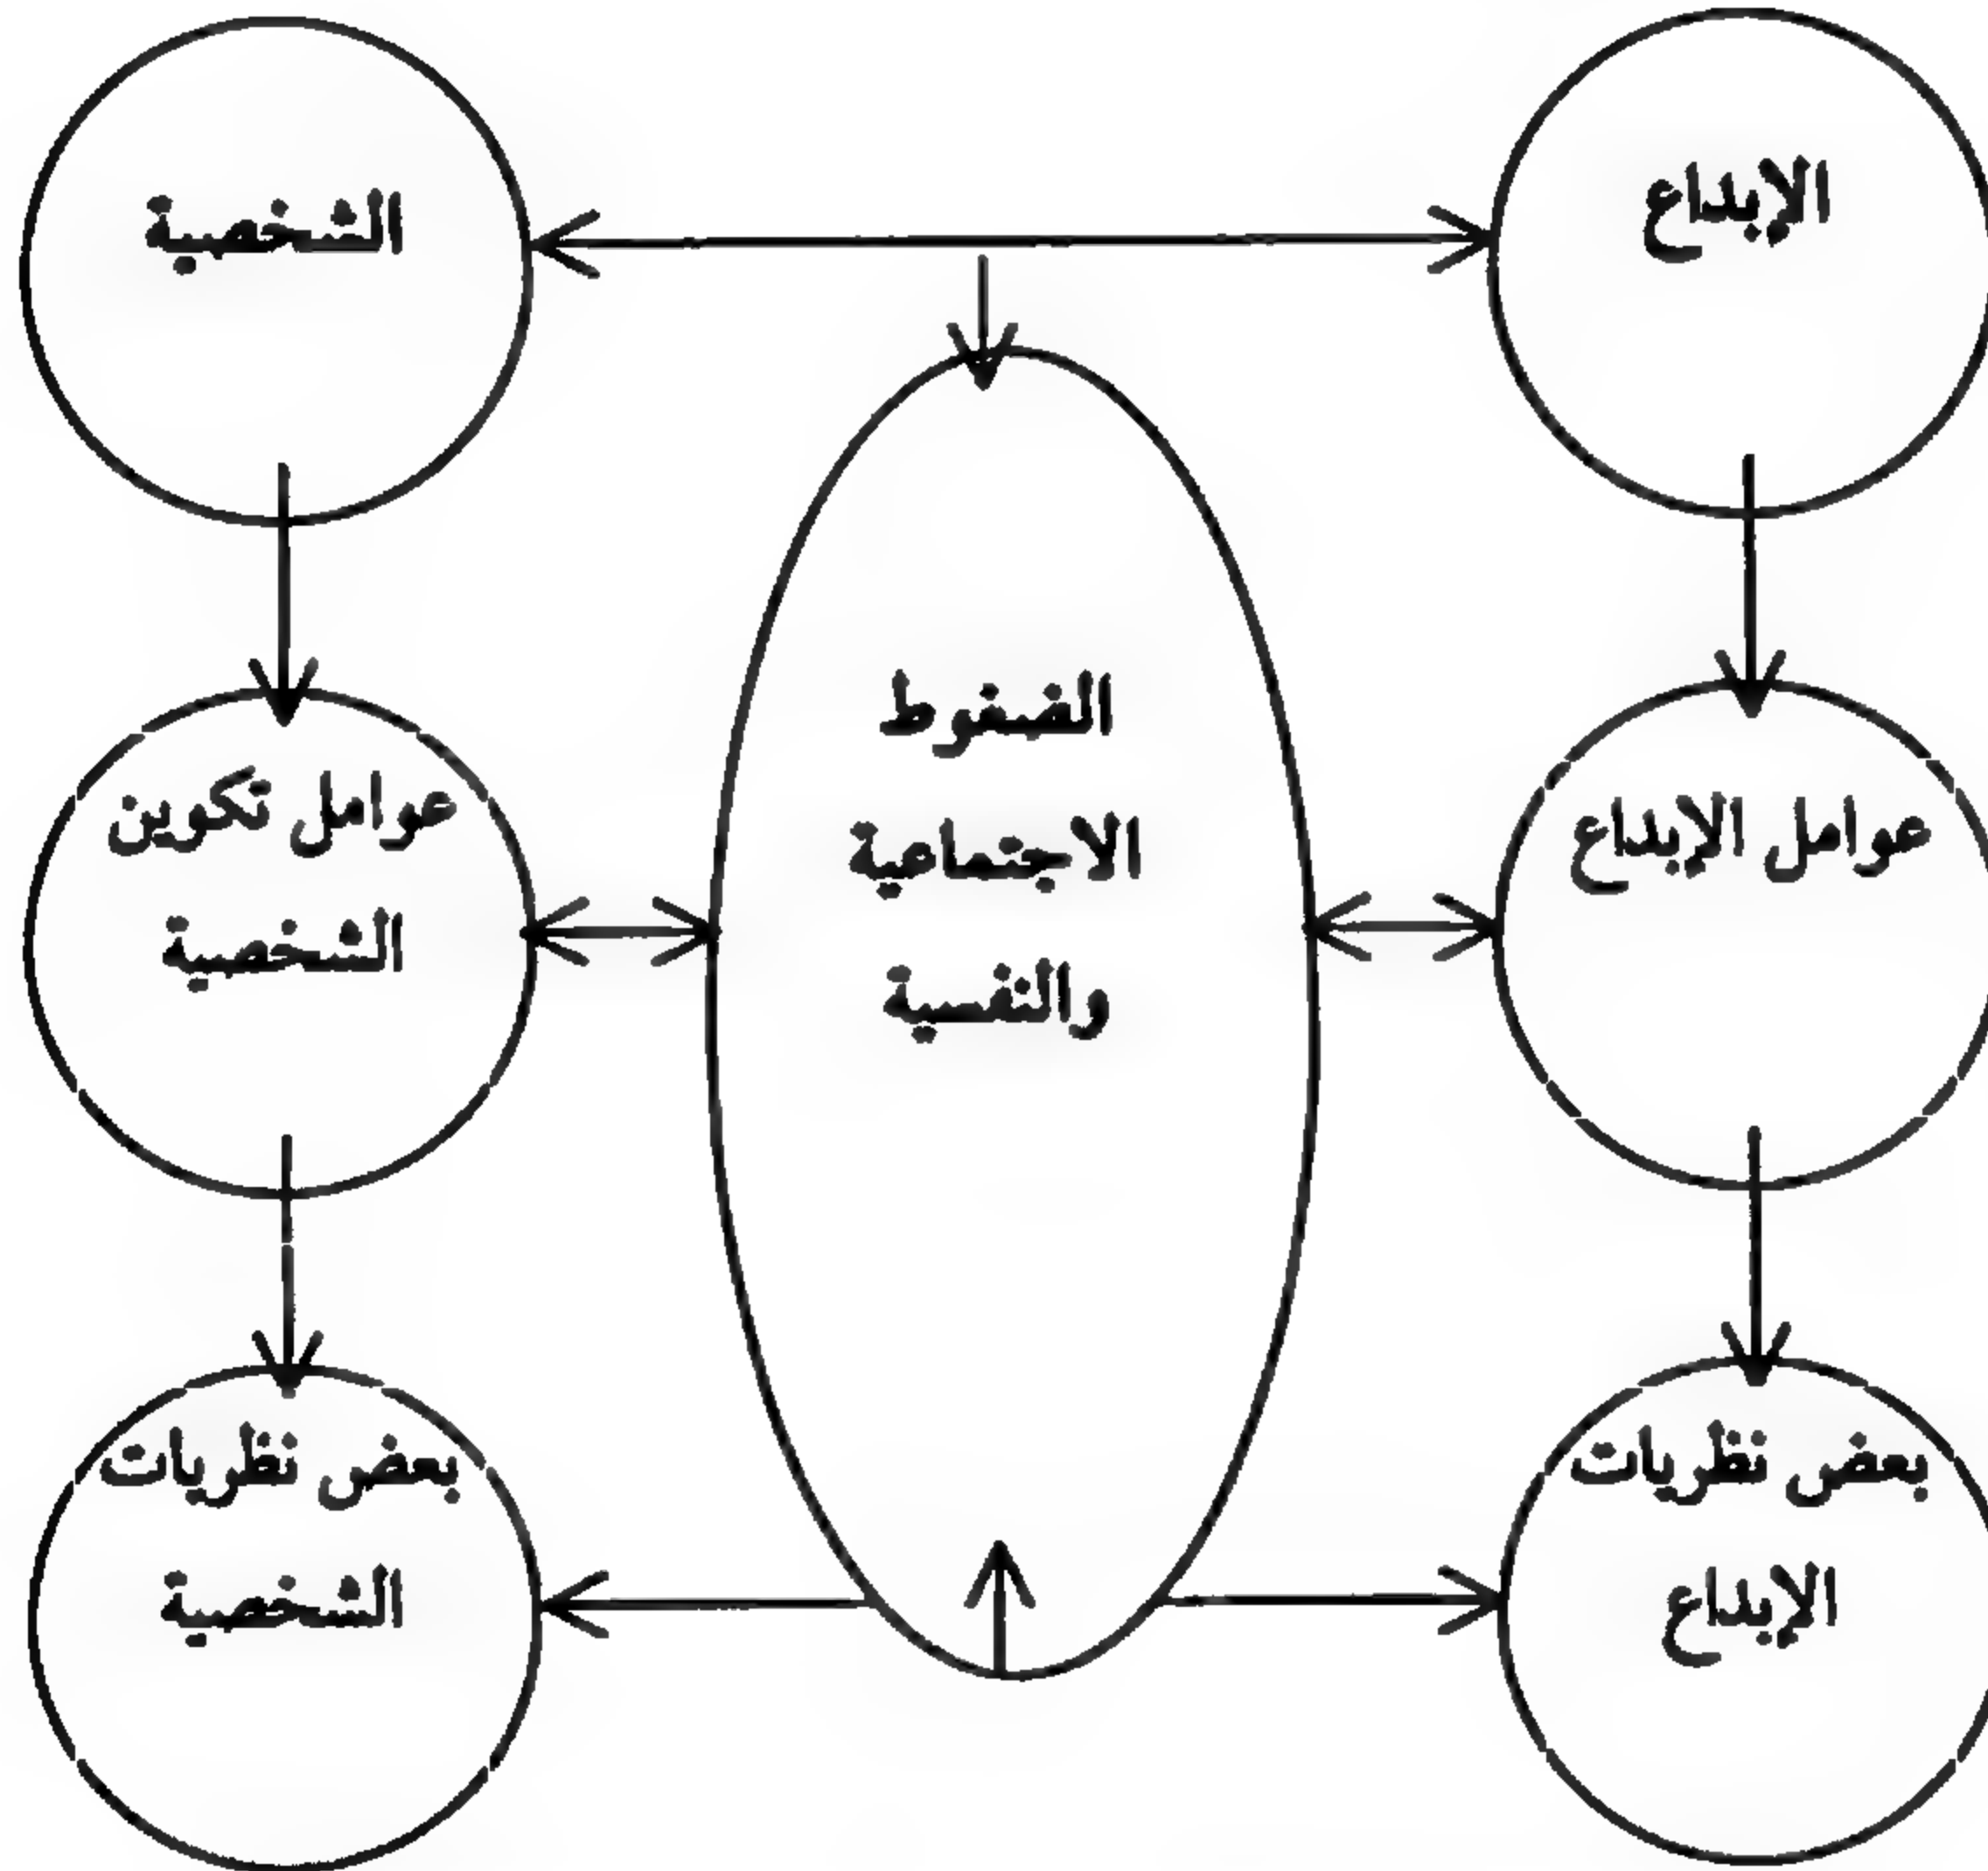 الإبداع
الشخصية
الضغوط
الاجتماعية
والنفسية
عوامل الإبداع
عوامل تكوين
الشخصية
بعض نظريات
الإبداع
بعض نظريات
الشخصية